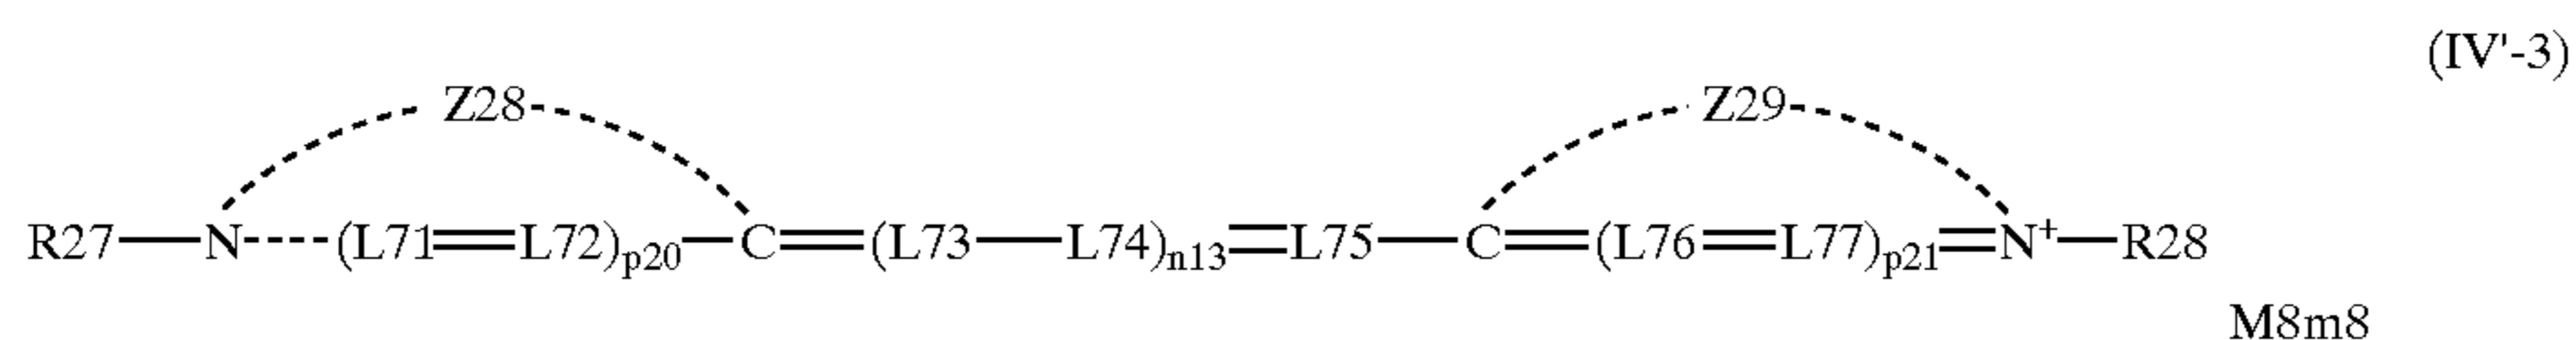 (IV'-3)
Z28 Z29
R27—N----(L71=L72)p20—C=(L73—L74)n13=L75—C=(L76=L77)p21=N+—R28
M8m8